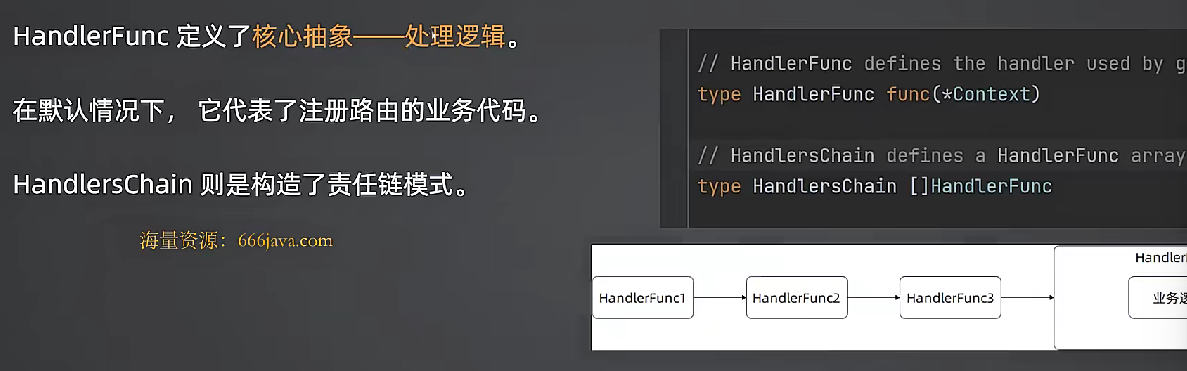 HandlerFunc 定义了核心抽象——处理逻辑。
在默认情况下， 它代表了注册路由的业务代码。
HandlersChain 则是构造了责任链模式。
海量资源：666java.com
// HandlerFunc defines the handler used by g
type HandlerFunc func(*Context)
// HandlersChain defines a HandlerFunc array
type HandlersChain []HandlerFunc
HandlerFunc1
HandlerFunc2
HandlerFunc3
Handler
业务逻